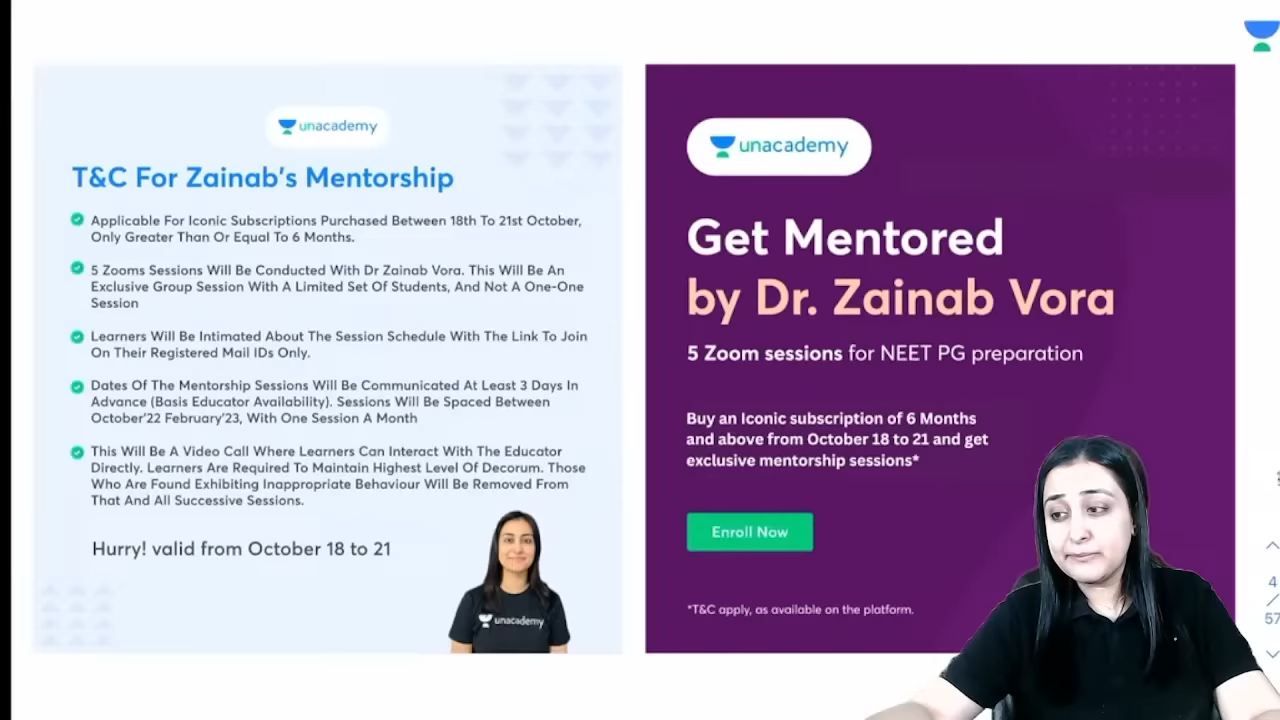 unacademy
T&C For Zainab's Mentorship
Applicable For Iconic Subscriptions Purchased Between 18th To 21st October,
Only Greater Than Or Equal To 6 Months.
5 Zooms Sessions Will Be Conducted With Dr Zainab Vora. This Will Be An
Exclusive Group Session With A Limited Set Of Students, And Not A One-One
Session
Learners Will Be Intimated About The Session Schedule With The Link To Join
On Their Registered Mail IDs Only.
Dates Of The Mentorship Sessions Will Be Communicated At Least 3 Days In
Advance (Basis Educator Availability). Sessions Will Be Spaced Between
October'22 February'23, With One Session A Month
This Will Be A Video Call Where Learners Can Interact With The Educator
Directly. Learners Are Required To Maintain Highest Level Of Decorum. Those
Who Are Found Exhibiting Inappropriate Behaviour Will Be Removed From
That And All Successive Sessions.
Hurry! valid from October 18 to 21
unacademy
unacademy
Get Mentored
by Dr. Zainab Vora
5 Zoom sessions for NEET PG preparation
Buy an Iconic subscription of 6 Months
and above from October 18 to 21 and get
exclusive mentorship sessions*
Enroll Now
*T&C apply, as available on the platform.
4
/
57